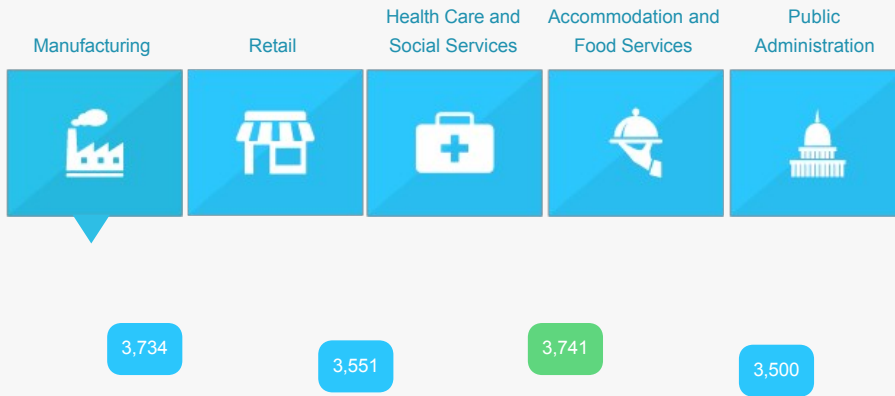 Manufacturing
Retail
Health Care and
Social Services
Accommodation and
Food Services
Public
Administration
3,734
3,551
3,741
3,500